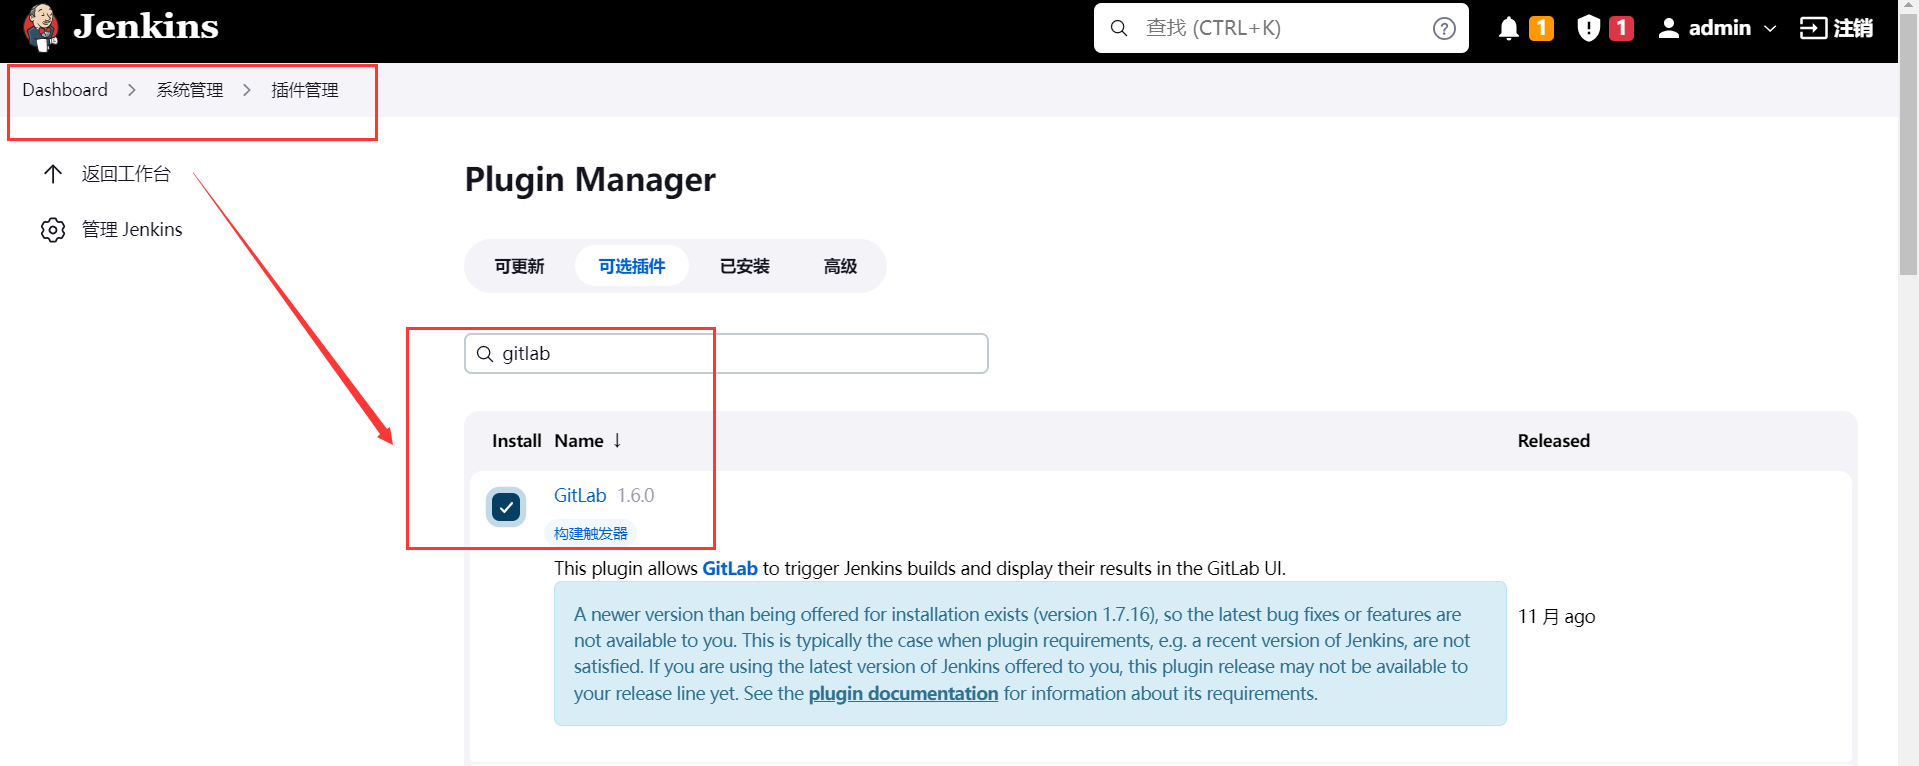 Jenkins
查找 (CTRL+K)
1
1
admin
注销
Dashboard
系统管理
插件管理
返回工作台
管理 Jenkins
Plugin Manager
可更新
可选插件
已安装
高级
gitlab
Install Name ↓ Released
GitLab 1.6.0
构建触发器
This plugin allows GitLab to trigger Jenkins builds and display their results in the GitLab UI.
A newer version than being offered for installation exists (version 1.7.16), so the latest bug fixes or features are
not available to you. This is typically the case when plugin requirements, e.g. a recent version of Jenkins, are not
satisfied. If you are using the latest version of Jenkins offered to you, this plugin release may not be available to
your release line yet. See the plugin documentation for information about its requirements.
11 月 ago